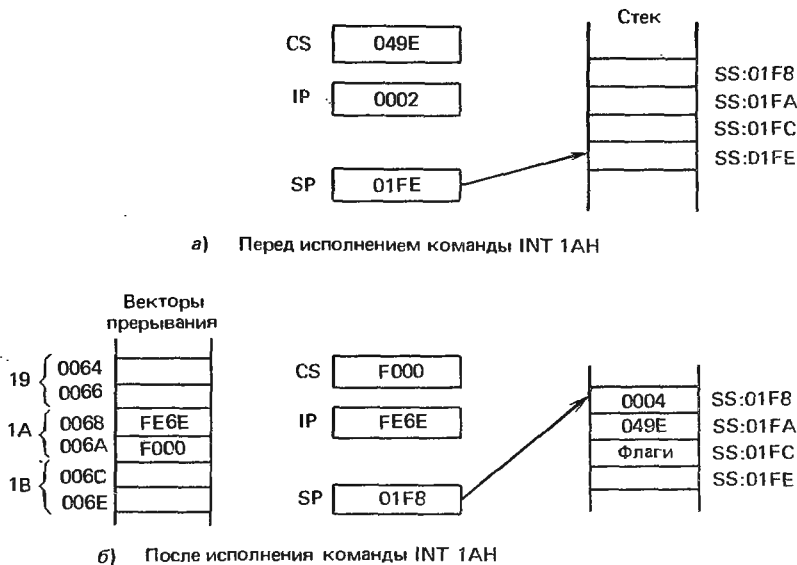 Стек
CS 049E
SS:01F8
IP 0002
SS:01FA
SS:01FC
SS:D1FE
SP 01FE
а) Перед исполнением команды INT 1AH
Векторы
прерывания
19
0064
0066
1A
0068 FE6E
006A F000
1B
006C
006E
CS F000
IP FE6E
SP 01F8
0004 SS:01F8
049E SS:01FA
Флаги SS:01FC
SS:01FE
б) После исполнения команды INT 1AH